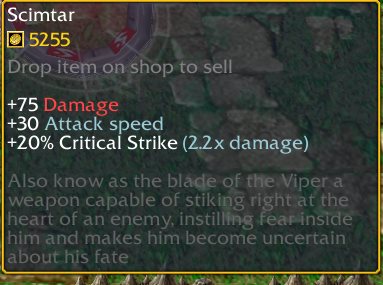 Scimtar
5255
Drop item on shop to sell
+75 Damage
+30 Attack speed
+20% Critical Strike (2.2x damage)
Also know as the blade of the Viper a
weapon capable of stiking right at the
heart of an enemy, instilling fear inside
him and makes him become uncertain
about his fate